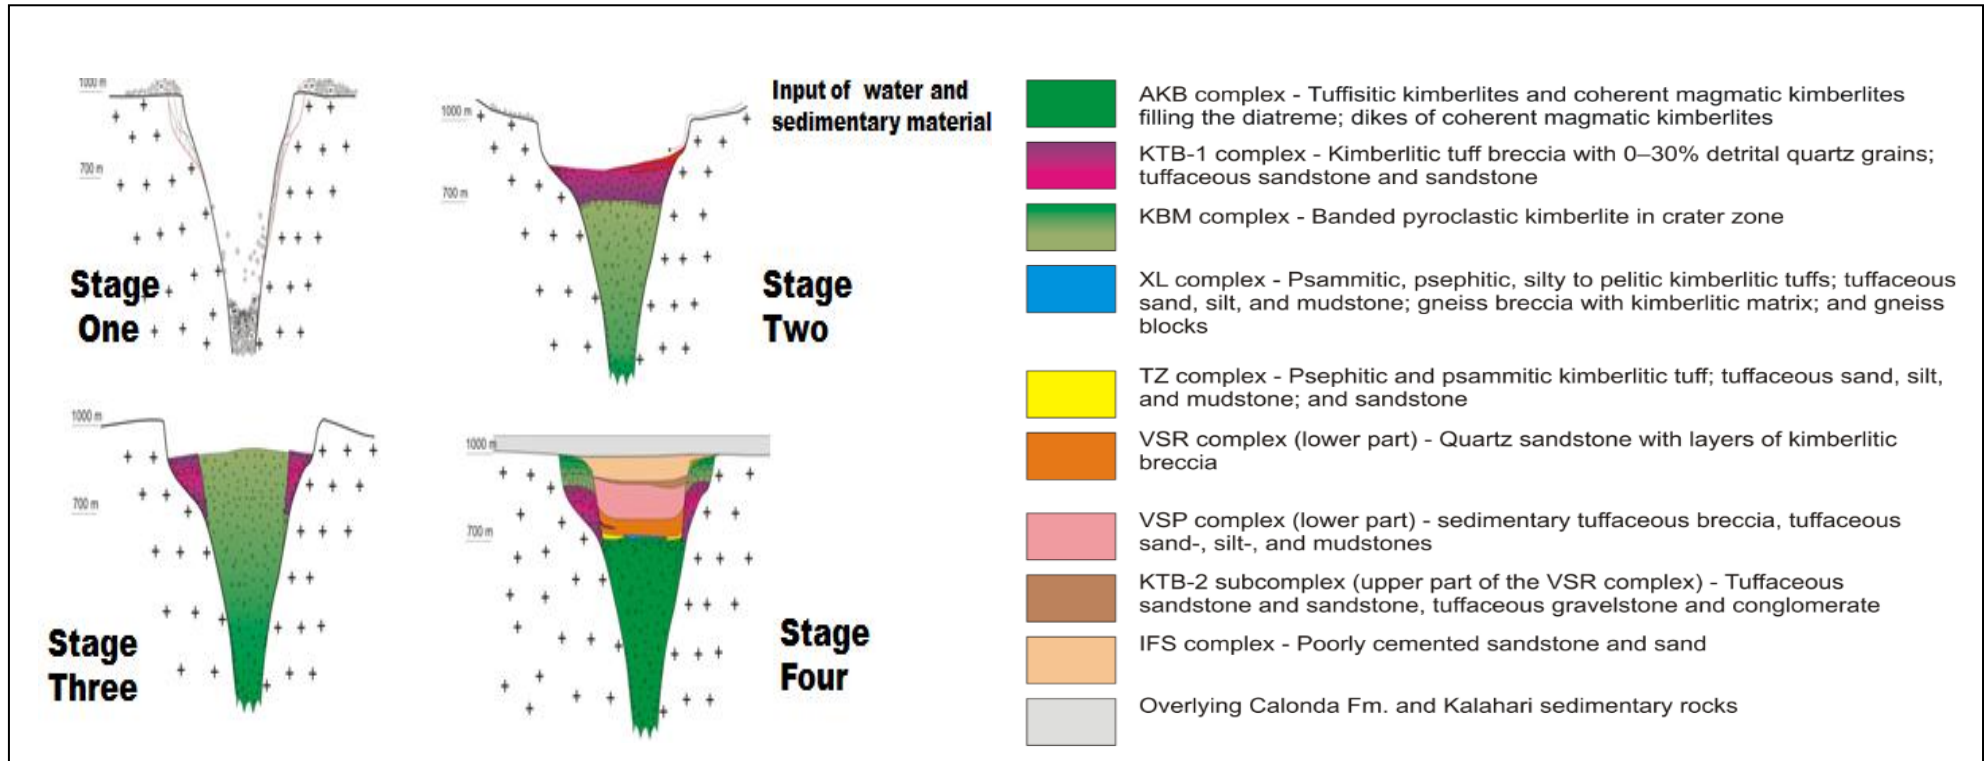 1000 m
700 m
Stage
One
1000 m
700 m
Input of water and
sedimentary material
Stage
Two
1000 m
700 m
Stage
Three
1000 m
700 m
Stage
Four
AKB complex - Tuffisitic kimberlites and coherent magmatic kimberlites
filling the diatreme; dikes of coherent magmatic kimberlites
KTB-1 complex - Kimberlitic tuff breccia with 0–30% detrital quartz grains;
tuffaceous sandstone and sandstone
KBM complex - Banded pyroclastic kimberlite in crater zone
XL complex - Psammitic, psephitic, silty to pelitic kimberlitic tuffs; tuffaceous
sand, silt, and mudstone; gneiss breccia with kimberlitic matrix; and gneiss
blocks
TZ complex - Psephitic and psammitic kimberlitic tuff; tuffaceous sand, silt,
and mudstone; and sandstone
VSR complex (lower part) - Quartz sandstone with layers of kimberlitic
breccia
VSP complex (lower part) - sedimentary tuffaceous breccia, tuffaceous
sand-, silt-, and mudstones
KTB-2 subcomplex (upper part of the VSR complex) - Tuffaceous
sandstone and sandstone, tuffaceous gravelstone and conglomerate
IFS complex - Poorly cemented sandstone and sand
Overlying Calonda Fm. and Kalahari sedimentary rocks